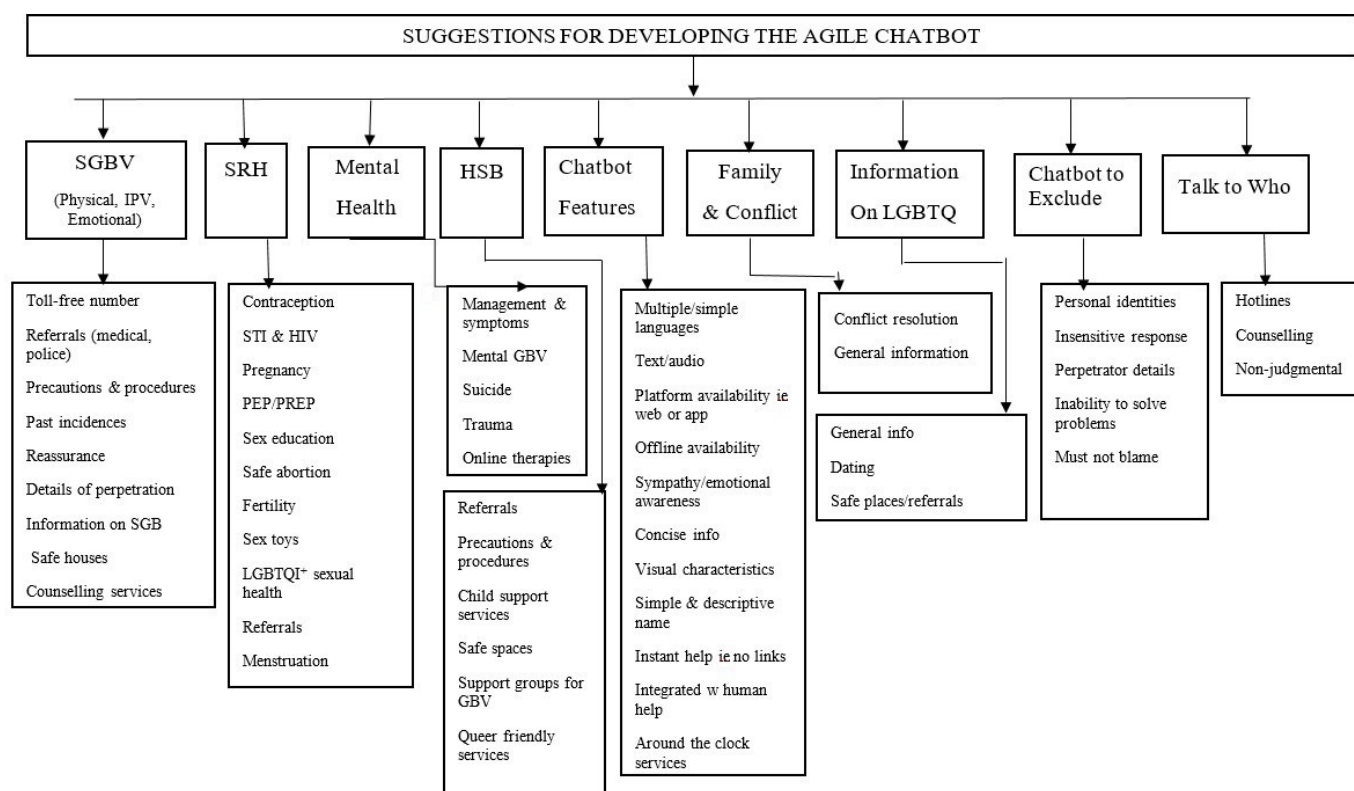 SUGGESTIONS FOR DEVELOPING THE AGILE CHATBOT
SGBV
(Physical, IPV,
Emotional)
SRH
Mental
Health
HSB
Chatbot
Features
Family
& Conflict
Information
On LGBTQ
Chatbot to
Exclude
Talk to Who
Toll-free number
Referrals (medical,
police)
Precautions & procedures
Past incidences
Reassurance
Details of perpetration
Information on SGB
Safe houses
Counselling services
Contraception
STI & HIV
Pregnancy
PEP/PREP
Sex education
Safe abortion
Fertility
Sex toys
LGBTQI+ sexual
health
Referrals
Menstruation
Management &
symptoms
Mental GBV
Suicide
Trauma
Online therapies
Referrals
Precautions &
procedures
Child support
services
Safe spaces
Support groups for
GBV
Queer friendly
services
Multiple/simple
languages
Text/audio
Platform availability ie
web or app
Offline availability
Sympathy/emotional
awareness
Concise info
Visual characteristics
Simple & descriptive
name
Instant help ie no links
Integrated w human
help
Around the clock
services
Conflict resolution
General information
General info
Dating
Safe places/referrals
Personal identities
Insensitive response
Perpetrator details
Inability to solve
problems
Must not blame
Hotlines
Counselling
Non-judgmental